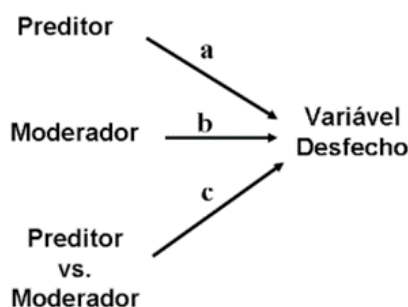 Preditor
a
Moderador
b
Variável
Desfecho
c
Preditor
vs.
Moderador